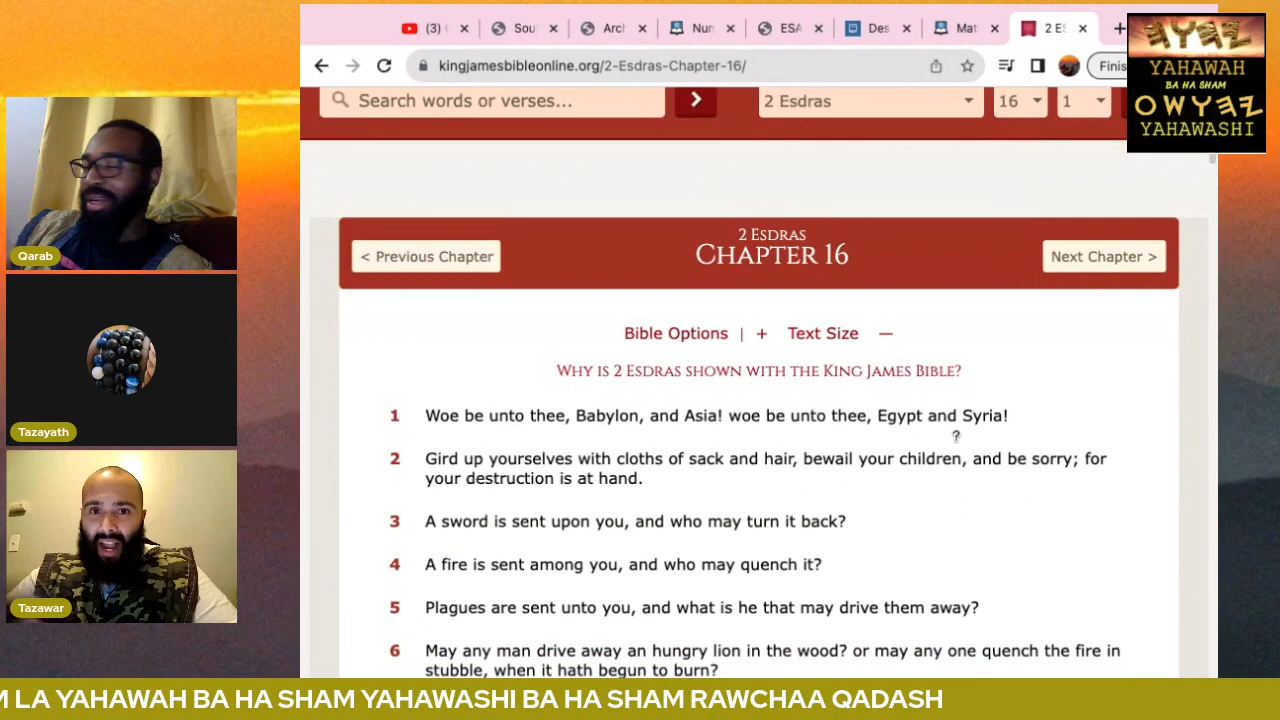 (3)
Sou
Arcl
Nun
ESA
Des
Mat
2 ES
kingjamesbibleonline.org/2-Esdras-Chapter-16/
Finis
Search words or verses...
2 Esdras
16
1
YAHAWAH
BA HA SHAM
YAHAWASHI
2 Esdras
Chapter 16
< Previous Chapter
Next Chapter >
Bible Options | + Text Size —
Why is 2 Esdras shown with the King James Bible?
1 Woe be unto thee, Babylon, and Asia! woe be unto thee, Egypt and Syria!
2 Gird up yourselves with cloths of sack and hair, bewail your children, and be sorry; for
your destruction is at hand.
3 A sword is sent upon you, and who may turn it back?
4 A fire is sent among you, and who may quench it?
5 Plagues are sent unto you, and what is he that may drive them away?
6 May any man drive away an hungry lion in the wood? or may any one quench the fire in
stubble, when it hath begun to burn?
Qarab
Tazayath
Tazawar
M LA YAHAWAH BA HA SHAM YAHAWASHI BA HA SHAM RAWCHAA QADASH